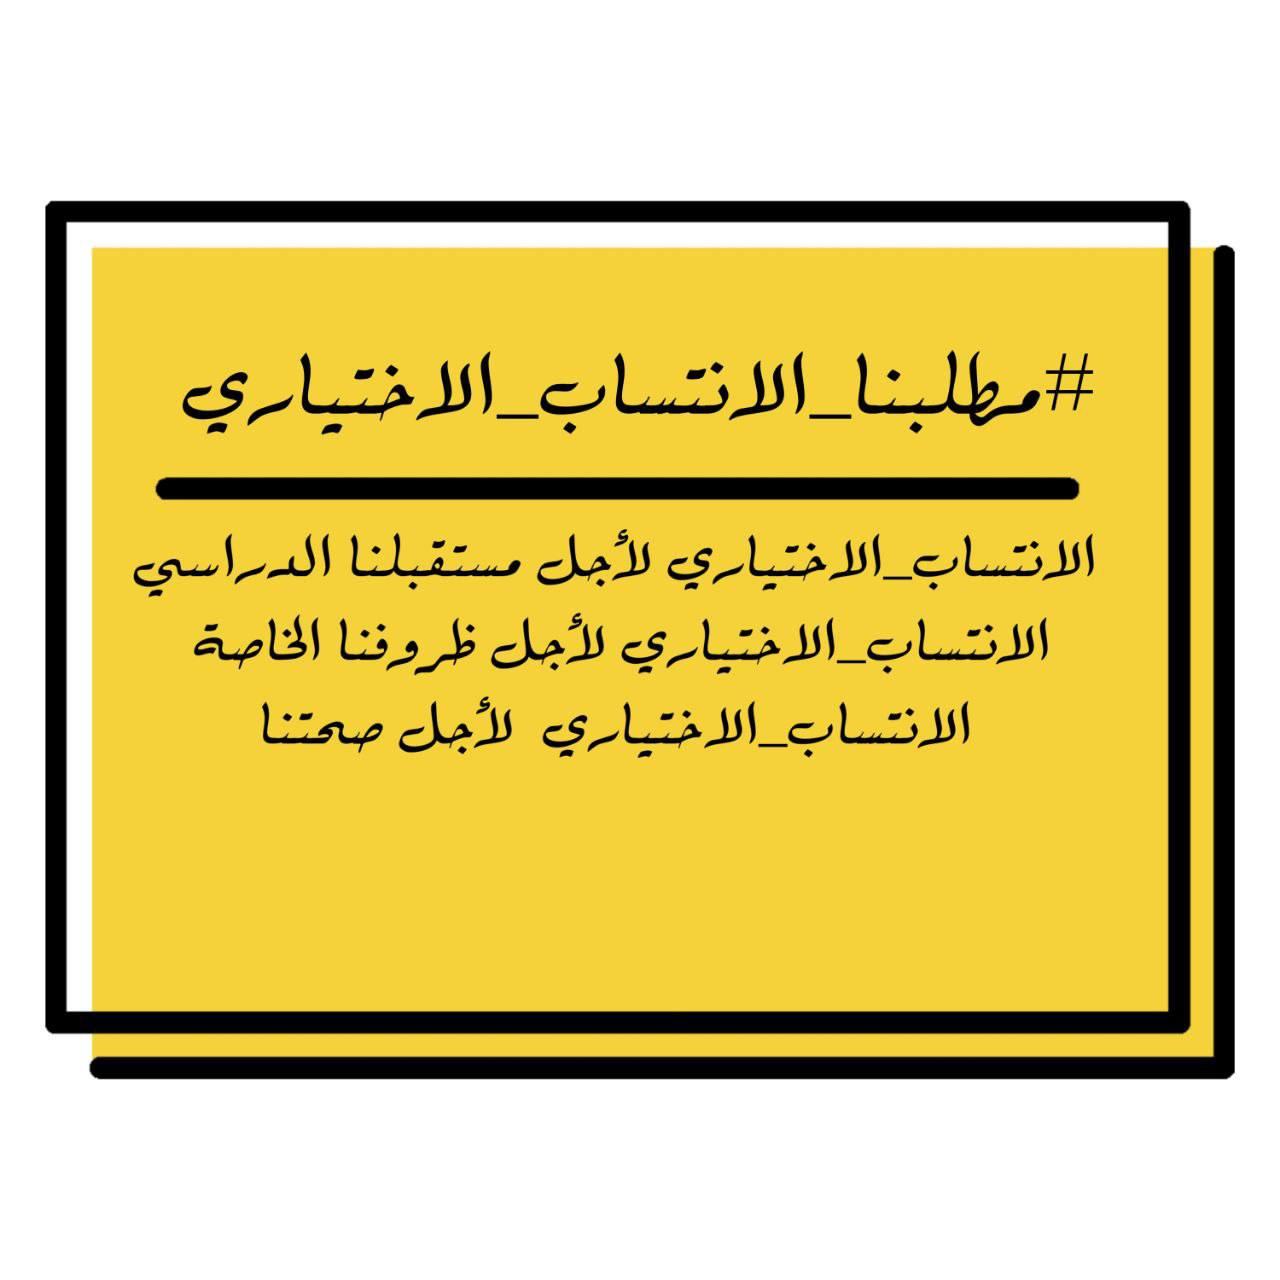 #مطلبنا_الانتساب_الاختياري
الانتساب_الاختياري لأجل مستقبلنا الدراسي
الانتساب_الاختياري لأجل ظروفنا الخاصة
الانتساب_الاختياري لأجل صحتنا